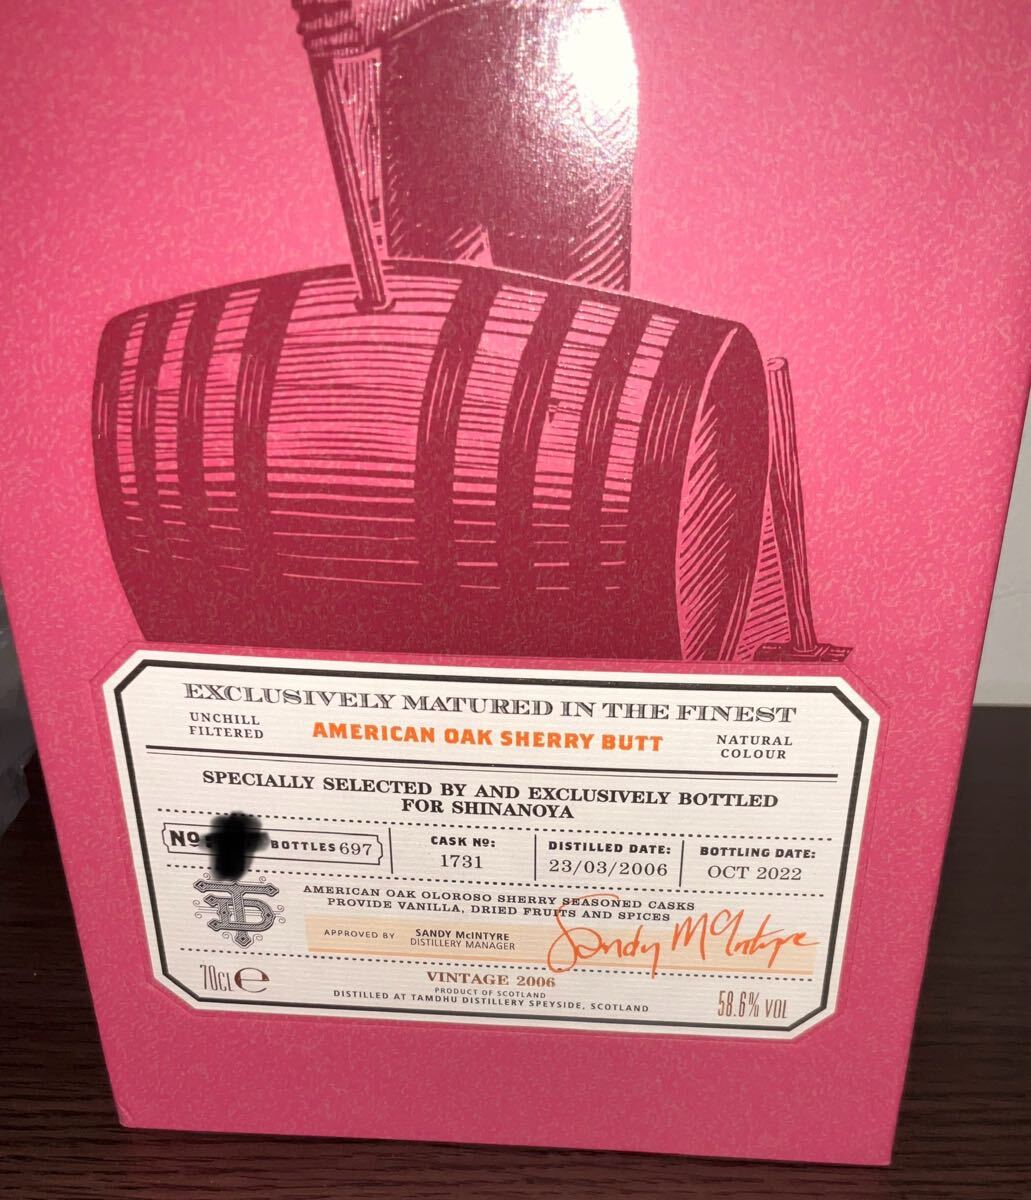 EXCLUSIVELY MATURED IN THE FINEST
UNCHILL
FILTERED
AMERICAN OAK SHERRY BUTT
NATURAL
COLOUR
SPECIALLY SELECTED BY AND EXCLUSIVELY BOTTLED
FOR SHINANOYA
Nº
BOTTLES 697
CASK Nº:
1731
DISTILLED DATE:
23/03/2006
BOTTLING DATE:
OCT 2022
AMERICAN OAK OLOROSO SHERRY SEASONED CASKS
PROVIDE VANILLA, DRIED FRUITS AND SPICES
APPROVED BY
SANDY McINTYRE
DISTILLERY MANAGER
Sandy McIntyre
70cl e
VINTAGE 2006
PRODUCT OF SCOTLAND
DISTILLED AT TAMDHU DISTILLERY SPEYSIDE, SCOTLAND
58.6% VOL